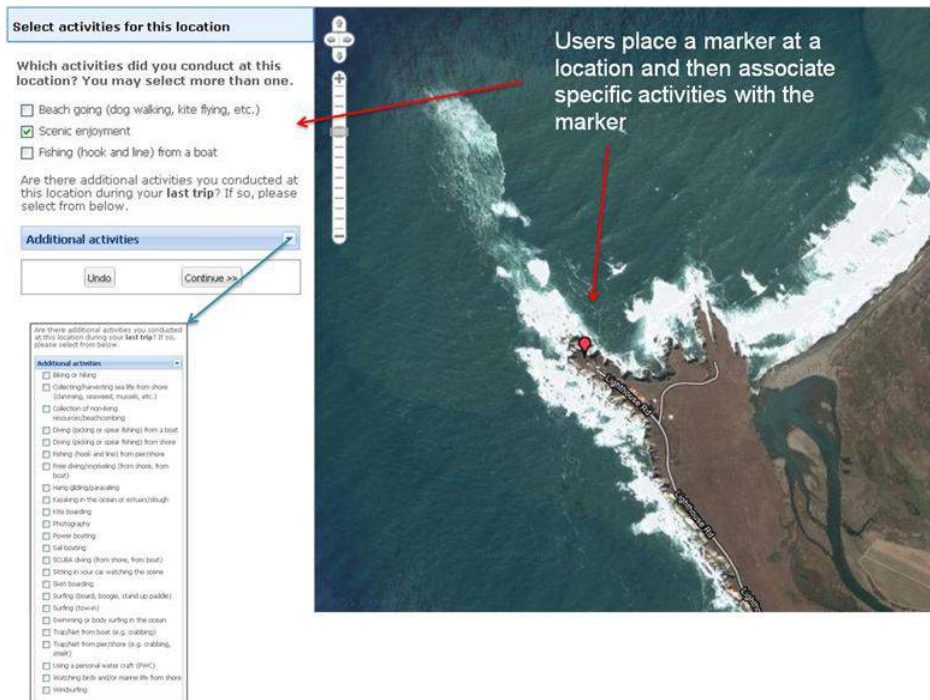 Select activities for this location
Which activities did you conduct at this
location? You may select more than one.
Beach going (dog walking, kite flying, etc.)
Scenic enjoyment
Fishing (hook and line) from a boat
Are there additional activities you conducted at
this location during your last trip? If so, please
select from below.
Additional activities
Undo
Continue >>
Users place a marker at a
location and then associate
specific activities with the
marker
Lighthouse Rd
Lighthouse Rd
Are there additional activities you conducted
at this location during your last trip? If so,
please select from below.
Additional activities
Biking or hiking
Collecting/harvesting sea life from shore
(clamming, seaweed, mussels, etc.)
Collection of non-living
resources/beachcombing
Diving (picking or spear fishing) from a boat
Diving (picking or spear fishing) from shore
Fishing (hook and line) from pier/shore
Free diving/snorkeling (from shore, from
boat)
Hang gliding/parasailing
Kayaking in the ocean or estuary/slough
Kite boarding
Photography
Power boating
Sail boating
SCUBA diving (from shore, from boat)
Sitting in your car watching the scene
Skim boarding
Surfing (board, boogie, stand-up paddle)
Surfing (tow-in)
Swimming or body surfing in the ocean
Trap/Net from boat (e.g. crabbing)
Trap/Net from pier/shore (e.g. crabbing,
smelt)
Using a personal water craft (PWC)
Watching birds and/or marine life from shore
Windsurfing